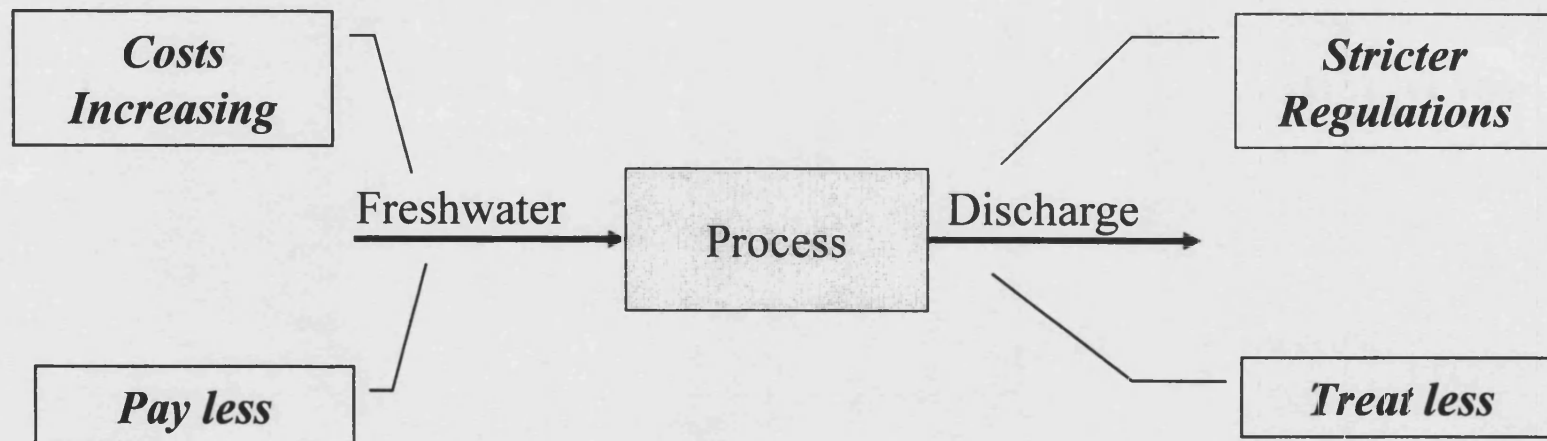 Costs
Increasing
Stricter
Regulations
Freshwater
Process
Discharge
Pay less
Treat less